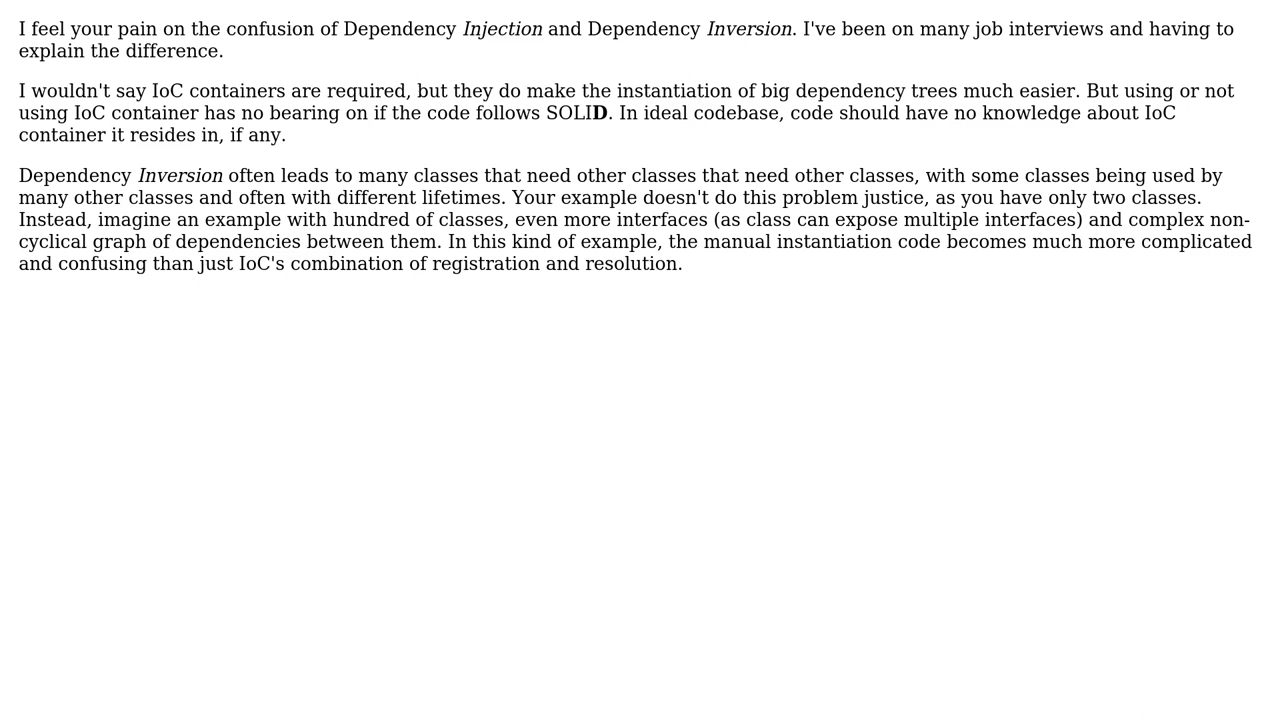 I feel your pain on the confusion of Dependency Injection and Dependency Inversion. I've been on many job interviews and having to
explain the difference.
I wouldn't say IoC containers are required, but they do make the instantiation of big dependency trees much easier. But using or not
using IoC container has no bearing on if the code follows SOLID. In ideal codebase, code should have no knowledge about IoC
container it resides in, if any.
Dependency Inversion often leads to many classes that need other classes that need other classes, with some classes being used by
many other classes and often with different lifetimes. Your example doesn't do this problem justice, as you have only two classes.
Instead, imagine an example with hundred of classes, even more interfaces (as class can expose multiple interfaces) and complex non-
cyclical graph of dependencies between them. In this kind of example, the manual instantiation code becomes much more complicated
and confusing than just IoC's combination of registration and resolution.